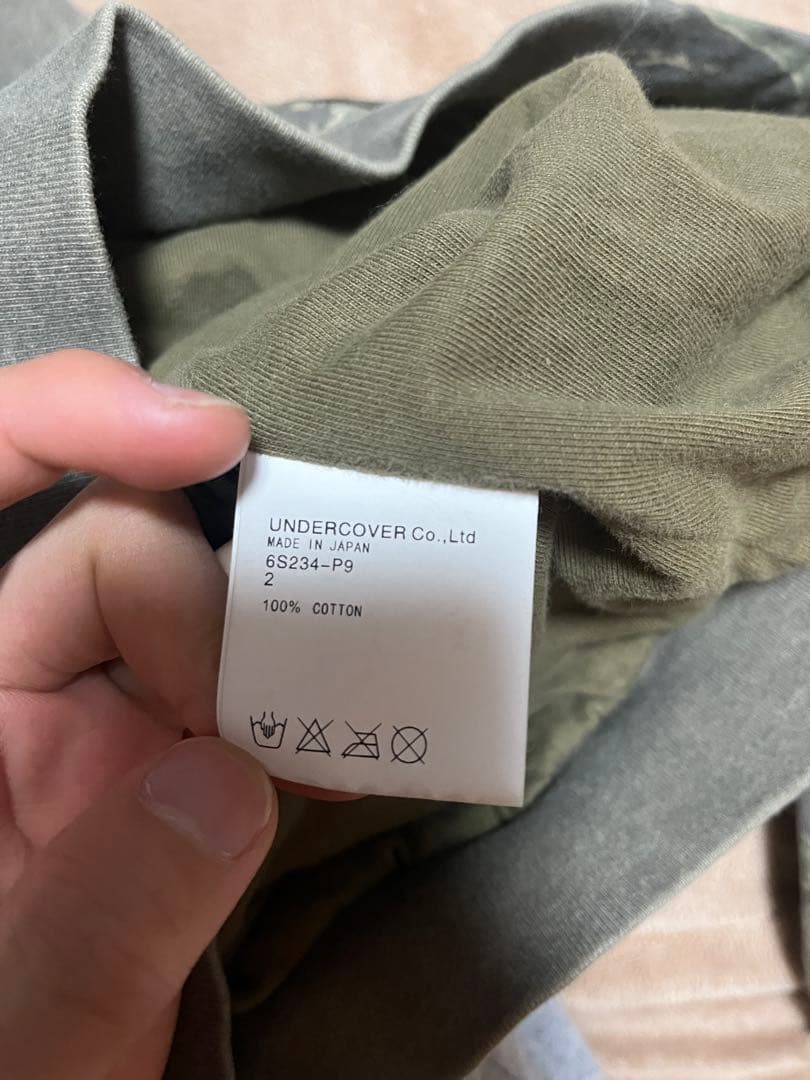 UNDERCOVER Co.,Ltd
MADE IN JAPAN
6S234-P9
2
100% COTTON